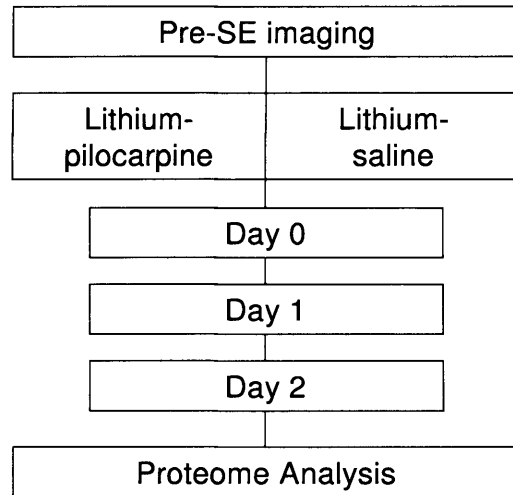 Pre-SE imaging
Lithium-
pilocarpine
Lithium-
saline
Day 0
Day 1
Day 2
Proteome Analysis